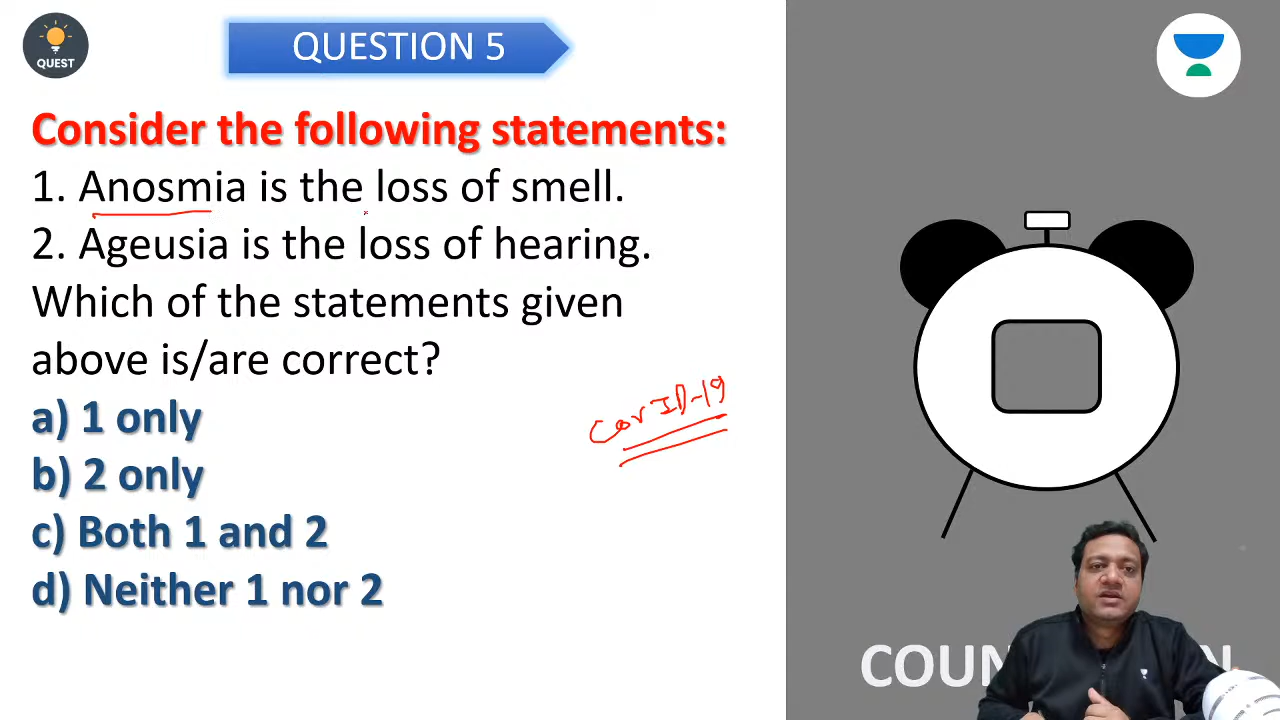 QUEST
QUESTION 5
Consider the following statements:
1. Anosmia is the loss of smell.
2. Ageusia is the loss of hearing.
Which of the statements given
above is/are correct?
a) 1 only
b) 2 only
c) Both 1 and 2
d) Neither 1 nor 2
CovID-19